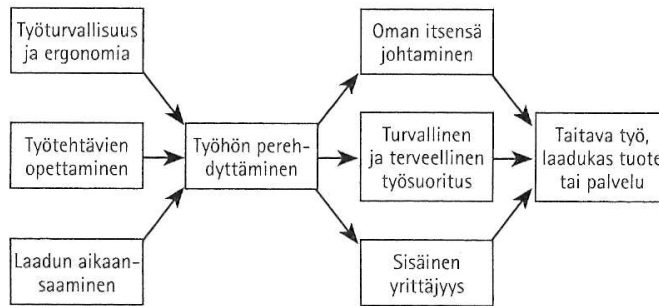 Työturvallisuus
ja ergonomia
Työtehtävien
opettaminen
Laadun aikaan-
saaminen
Työhön pereh-
dyttäminen
Oman itsensä
johtaminen
Turvallinen
ja terveellinen
työsuoritus
Sisäinen
yrittäjyys
Taitava työ,
laadukas tuote
tai palvelu